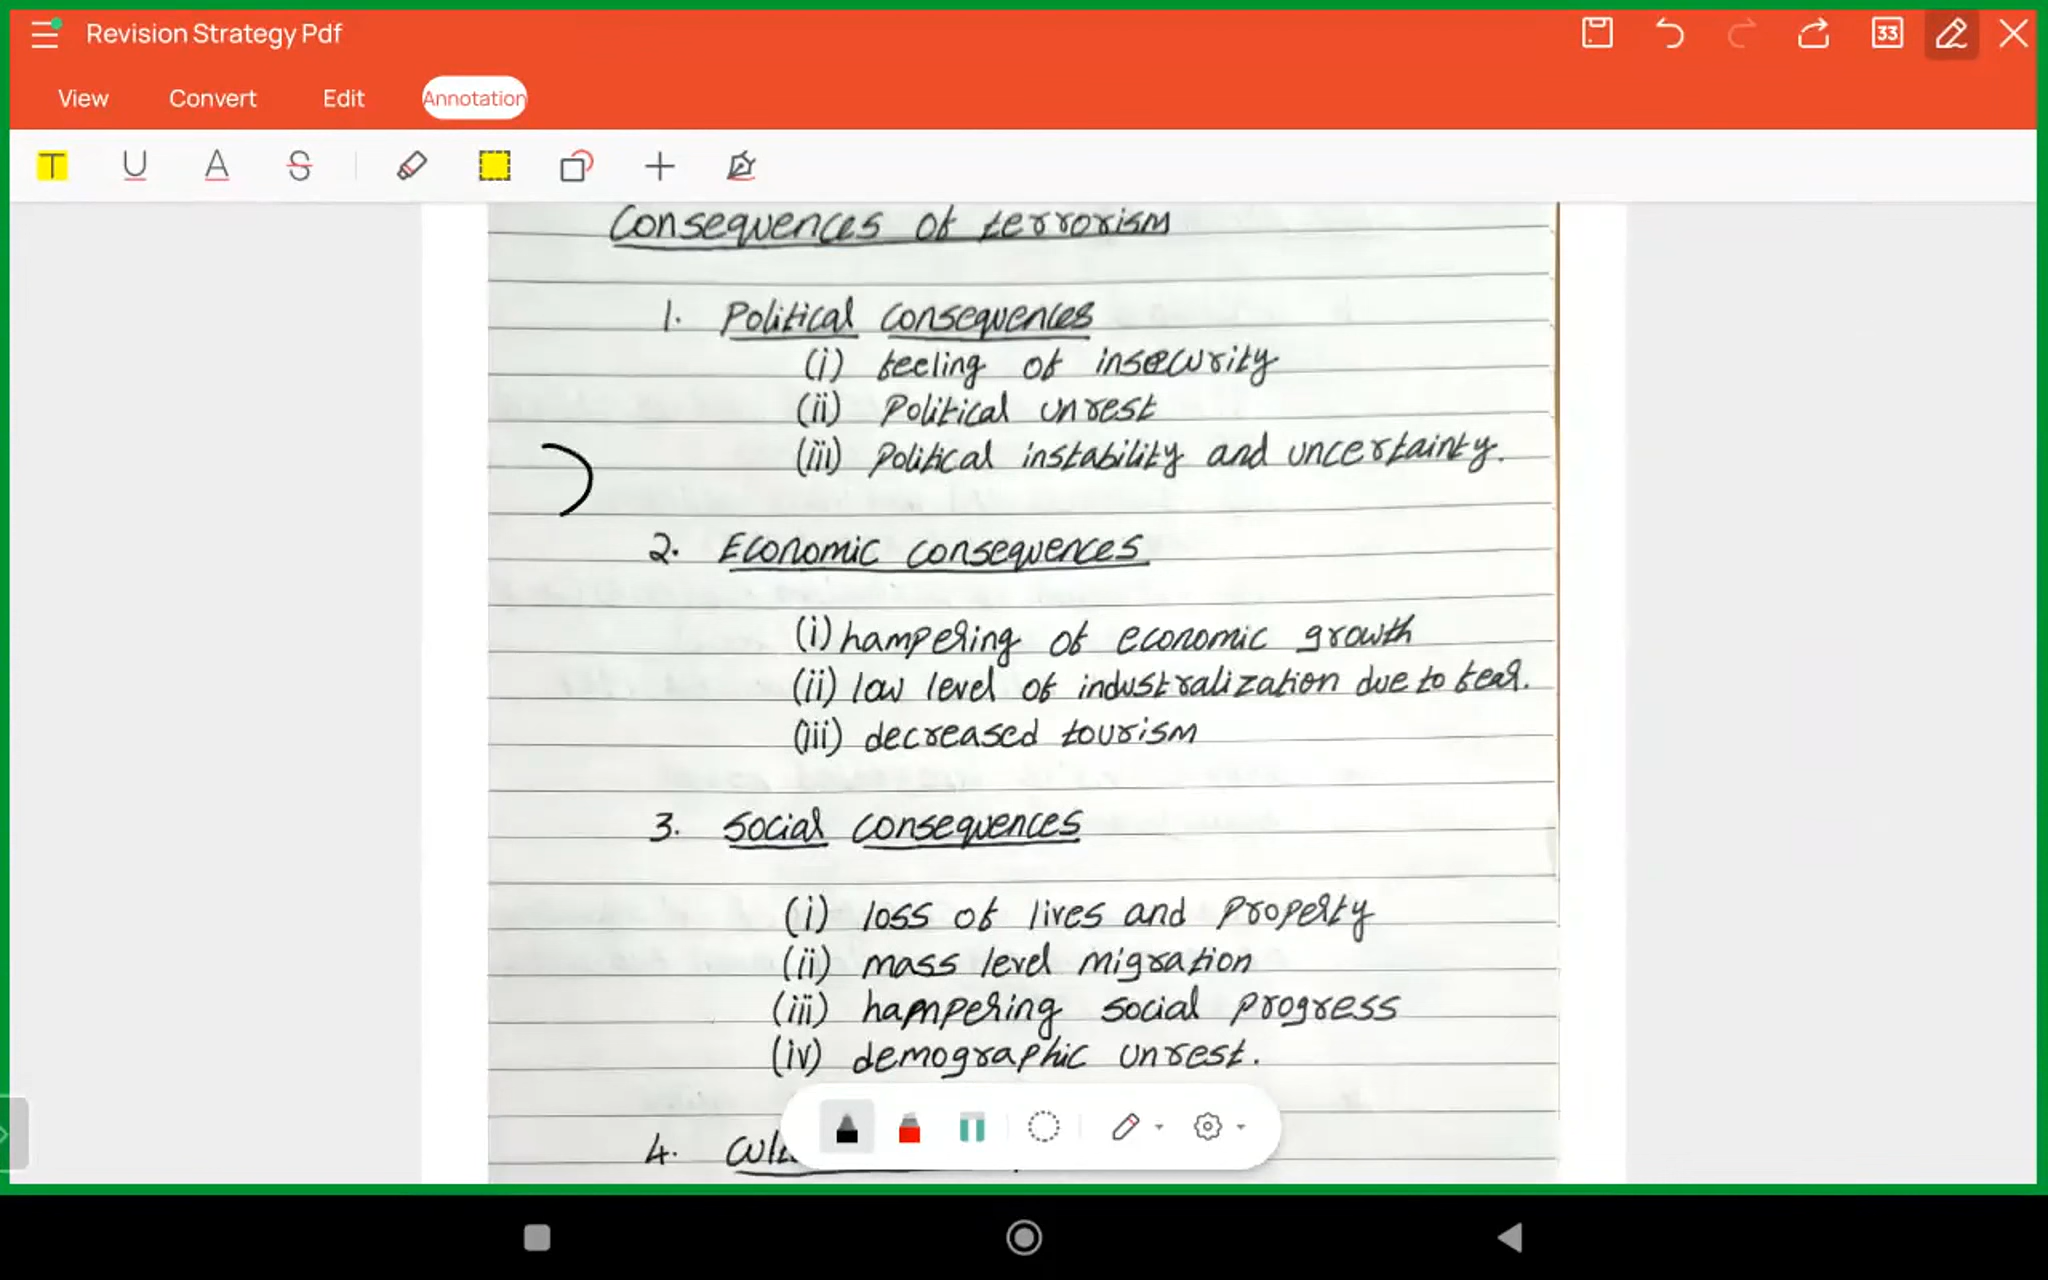 Revision Strategy Pdf
33
View Convert Edit Annotation
T U A S
Consequences of terrorism
1. Political consequences
(i) feeling of insecurity
(ii) Political unrest
(iii) Political instability and uncertainty.
2. Economic consequences
(i) hampering of economic growth
(ii) low level of industralization due to fear.
(iii) decreased tourism
3. Social consequences
(i) loss of lives and property
(ii) mass level migration
(iii) hampering social progress
(iv) demographic unrest.
4.